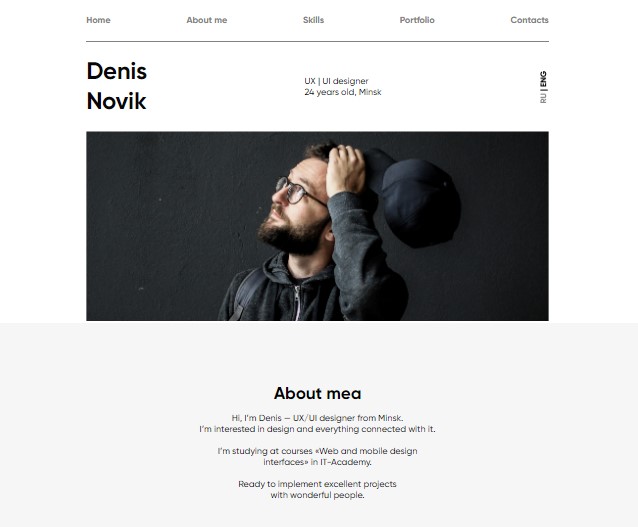 Home About me Skills Portfolio Contacts
Denis
Novik
UX | UI designer
24 years old, Minsk
RU | ENG
About mea
Hi, I'm Denis — UX/UI designer from Minsk.
I'm interested in design and everything connected with it.
I'm studying at courses «Web and mobile design
interfaces» in IT-Academy.
Ready to implement excellent projects
with wonderful people.